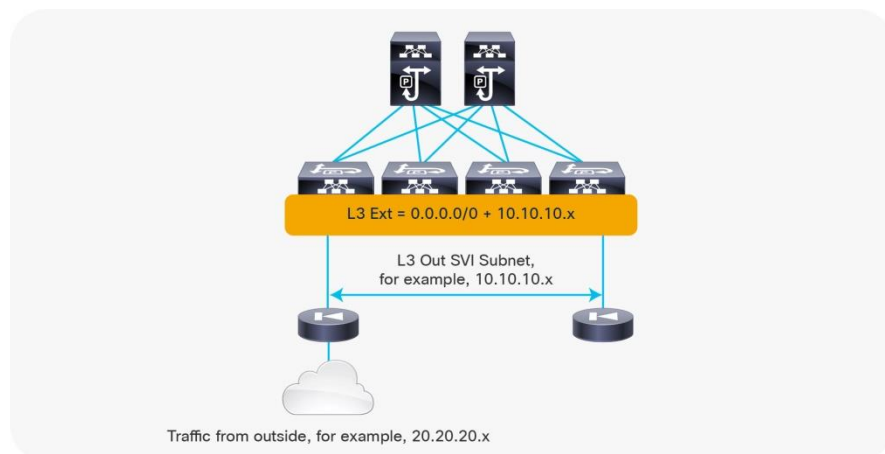 P
P
L3 Ext = 0.0.0.0/0 + 10.10.10.x
L3 Out SVI Subnet,
for example, 10.10.10.x
Traffic from outside, for example, 20.20.20.x